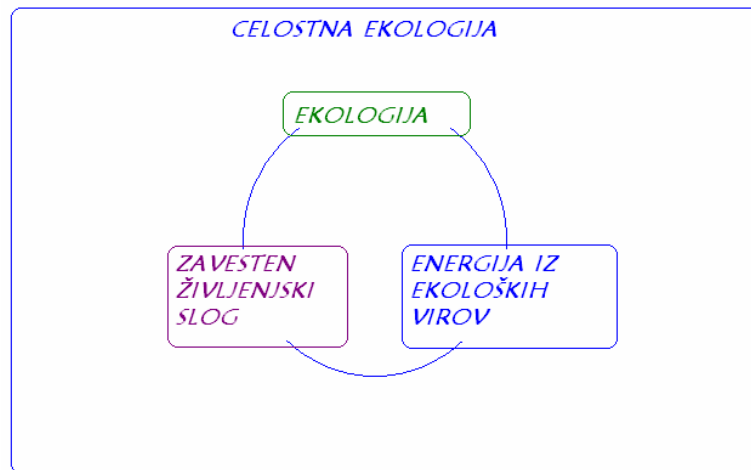 CELOSTNA EKOLOGIJA
EKOLOGIJA
ZAVESTEN
ŽIVLJENJSKI
SLOG
ENERGIJA IZ
EKOLOŠKIH
VIROV